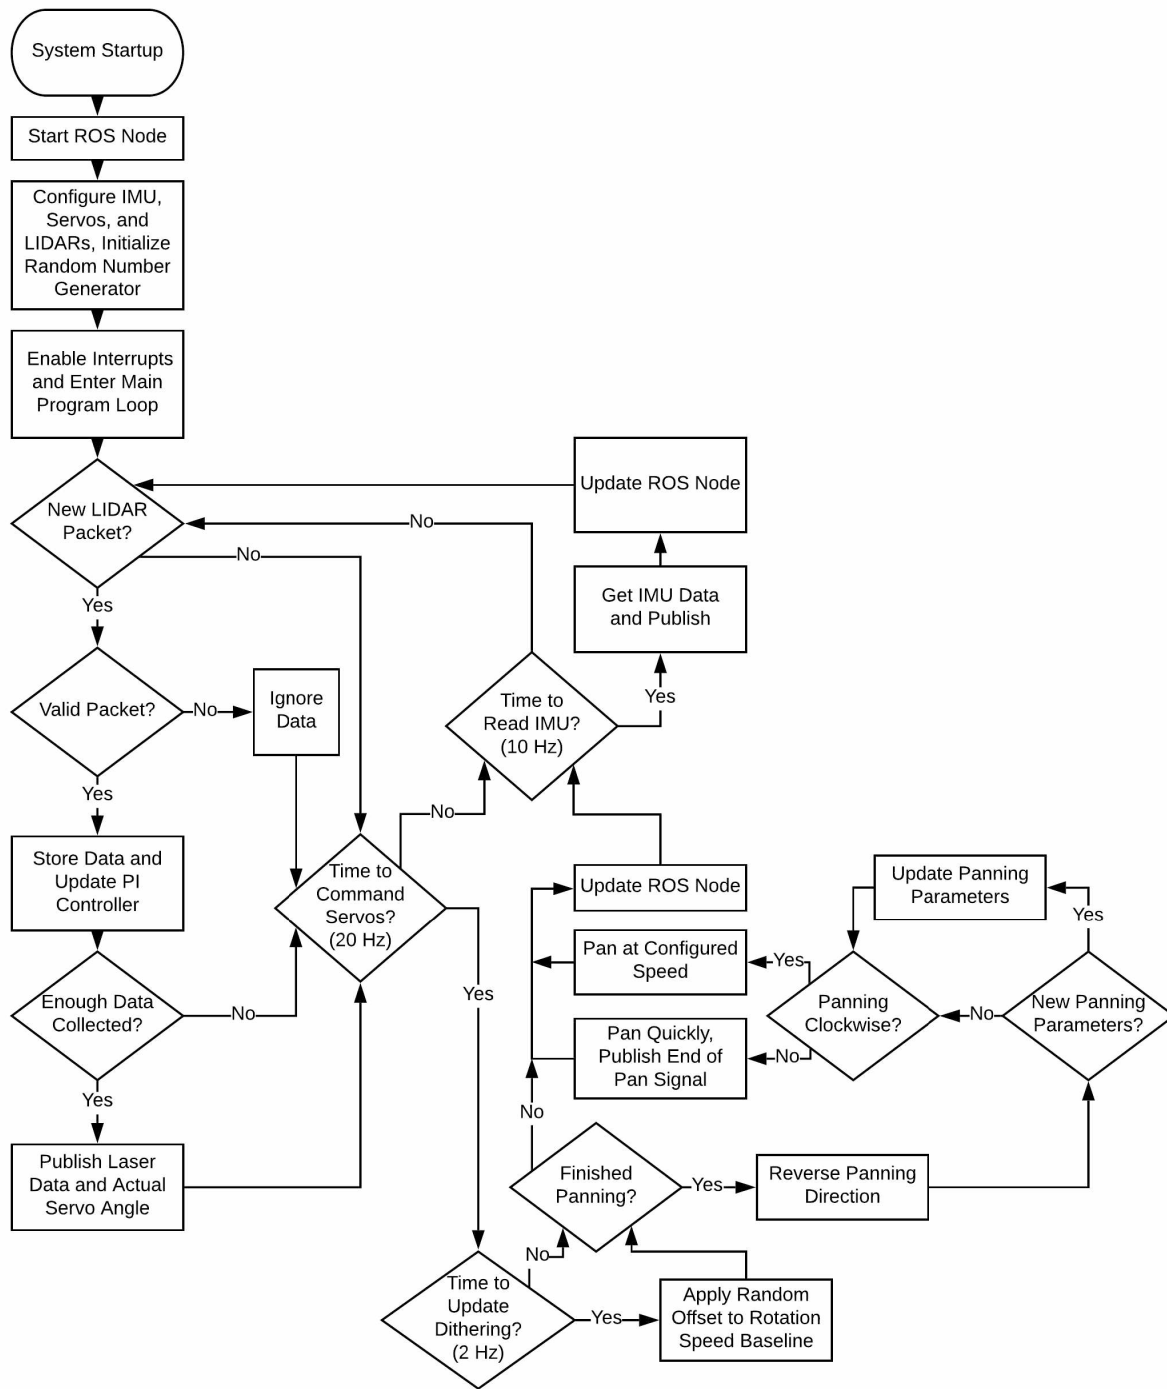 System Startup
Start ROS Node
Configure IMU,
Servos, and
LIDARs, Initialize
Random Number
Generator
Enable Interrupts
and Enter Main
Program Loop
New LIDAR
Packet?
No
No
Yes
Update ROS Node
Get IMU Data
and Publish
Valid Packet?
No
Ignore
Data
Time to
Read IMU?
(10 Hz)
Yes
Yes
Store Data and
Update PI
Controller
Time to
Command
Servos?
(20 Hz)
No
Yes
Enough Data
Collected?
No
Yes
Publish Laser
Data and Actual
Servo Angle
Update ROS Node
Pan at Configured
Speed
Pan Quickly,
Publish End of
Pan Signal
Yes
No
Panning
Clockwise?
Update Panning
Parameters
Yes
No
New Panning
Parameters?
No
Finished
Panning?
Yes
Reverse Panning
Direction
No
Time to
Update
Dithering?
(2 Hz)
Yes
Apply Random
Offset to Rotation
Speed Baseline